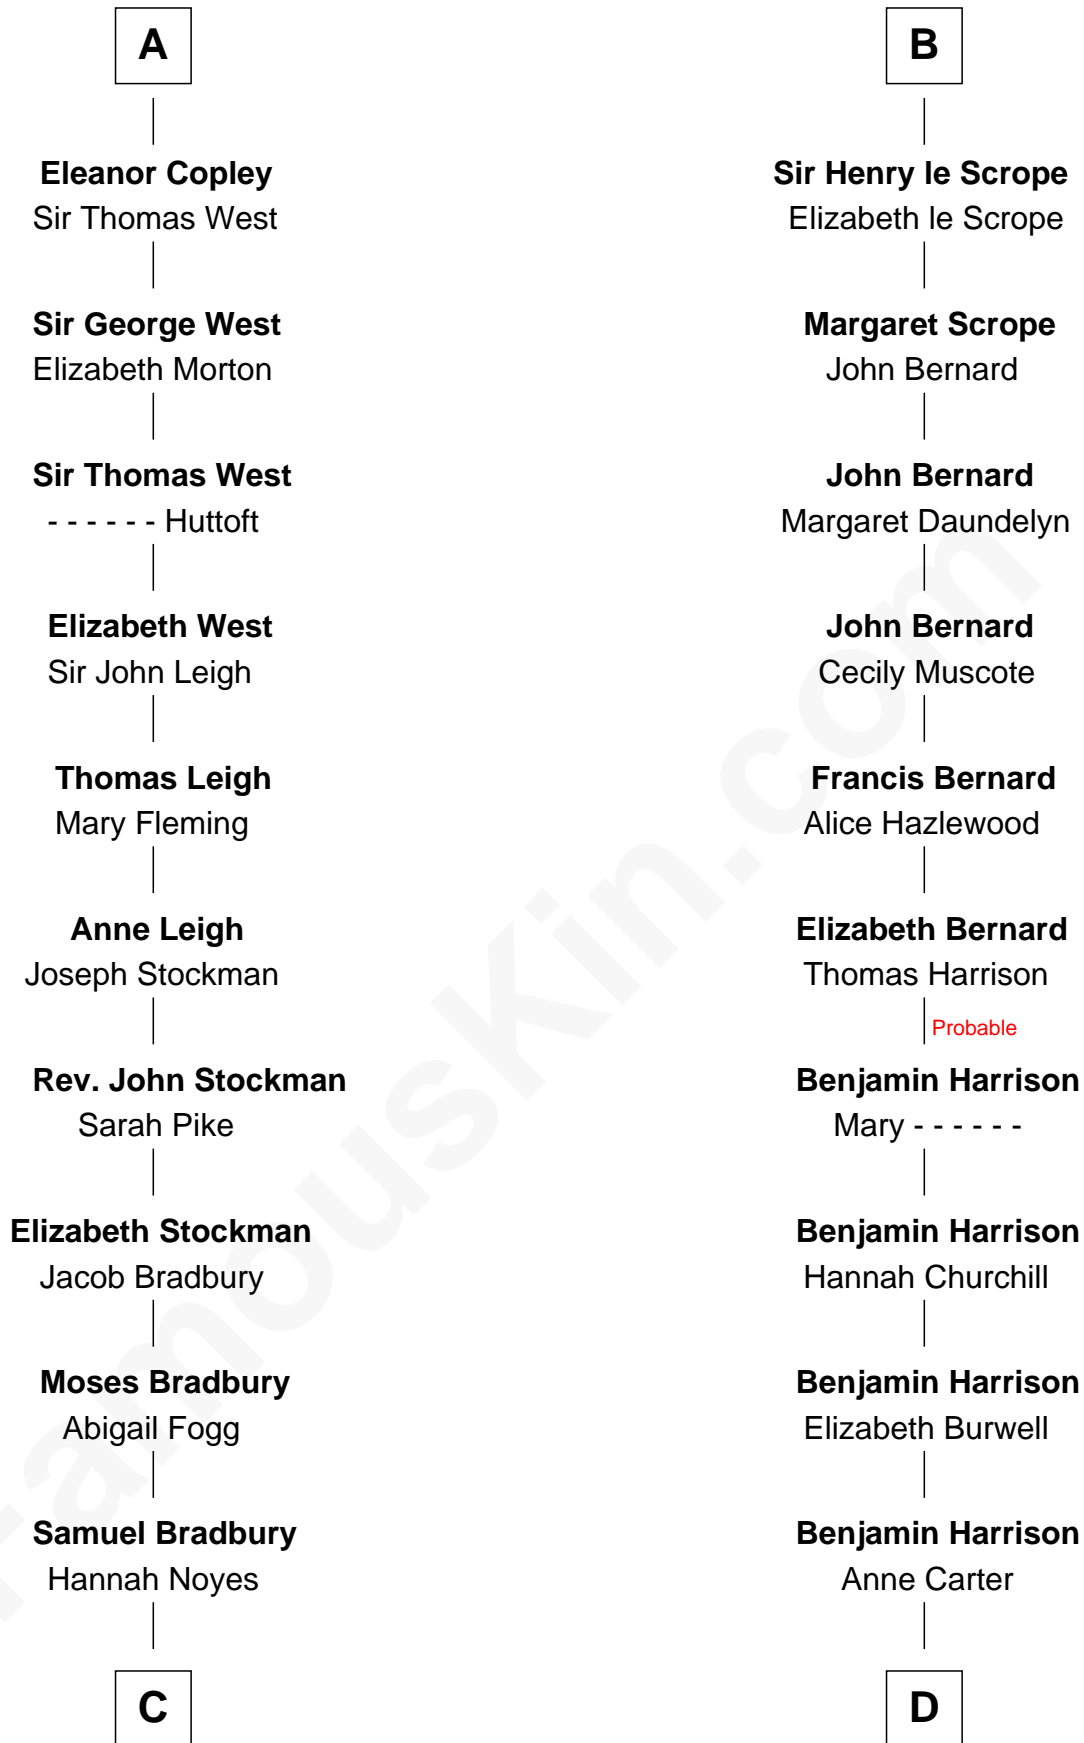 A
Eleanor Copley
Sir Thomas West
Sir George West
Elizabeth Morton
Sir Thomas West
- - - - - - Huttoft
Elizabeth West
Sir John Leigh
Thomas Leigh
Mary Fleming
Anne Leigh
Joseph Stockman
Rev. John Stockman
Sarah Pike
Elizabeth Stockman
Jacob Bradbury
Moses Bradbury
Abigail Fogg
Samuel Bradbury
Hannah Noyes
C
B
Sir Henry le Scrope
Elizabeth le Scrope
Margaret Scrope
John Bernard
John Bernard
Margaret Daundelyn
John Bernard
Cecily Muscote
Francis Bernard
Alice Hazlewood
Elizabeth Bernard
Thomas Harrison
Probable
Benjamin Harrison
Mary - - - - - -
Benjamin Harrison
Hannah Churchill
Benjamin Harrison
Elizabeth Burwell
Benjamin Harrison
Anne Carter
D
FamousKin.com